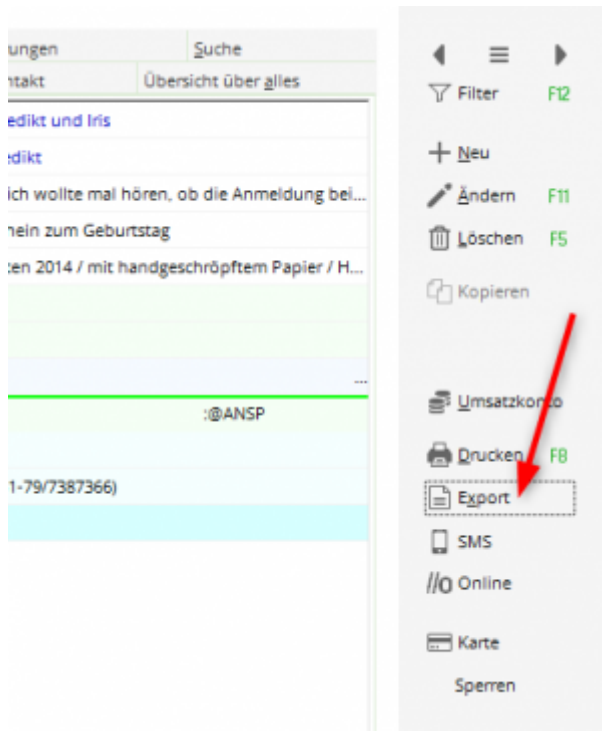 ungen Suche
ntakt Übersicht über alles
edikt und Iris
edikt
ich wollte mal hören, ob die Anmeldung bei...
hein zum Geburtstag
ten 2014 / mit handgeschröpftem Papier / H...
...
:@ANSP
1-79/7387366)
Filter F12
Neu
Ändern F11
Löschen F5
Kopieren
Umsatzkonto
Drucken F8
Export
SMS
Online
Karte
Sperren